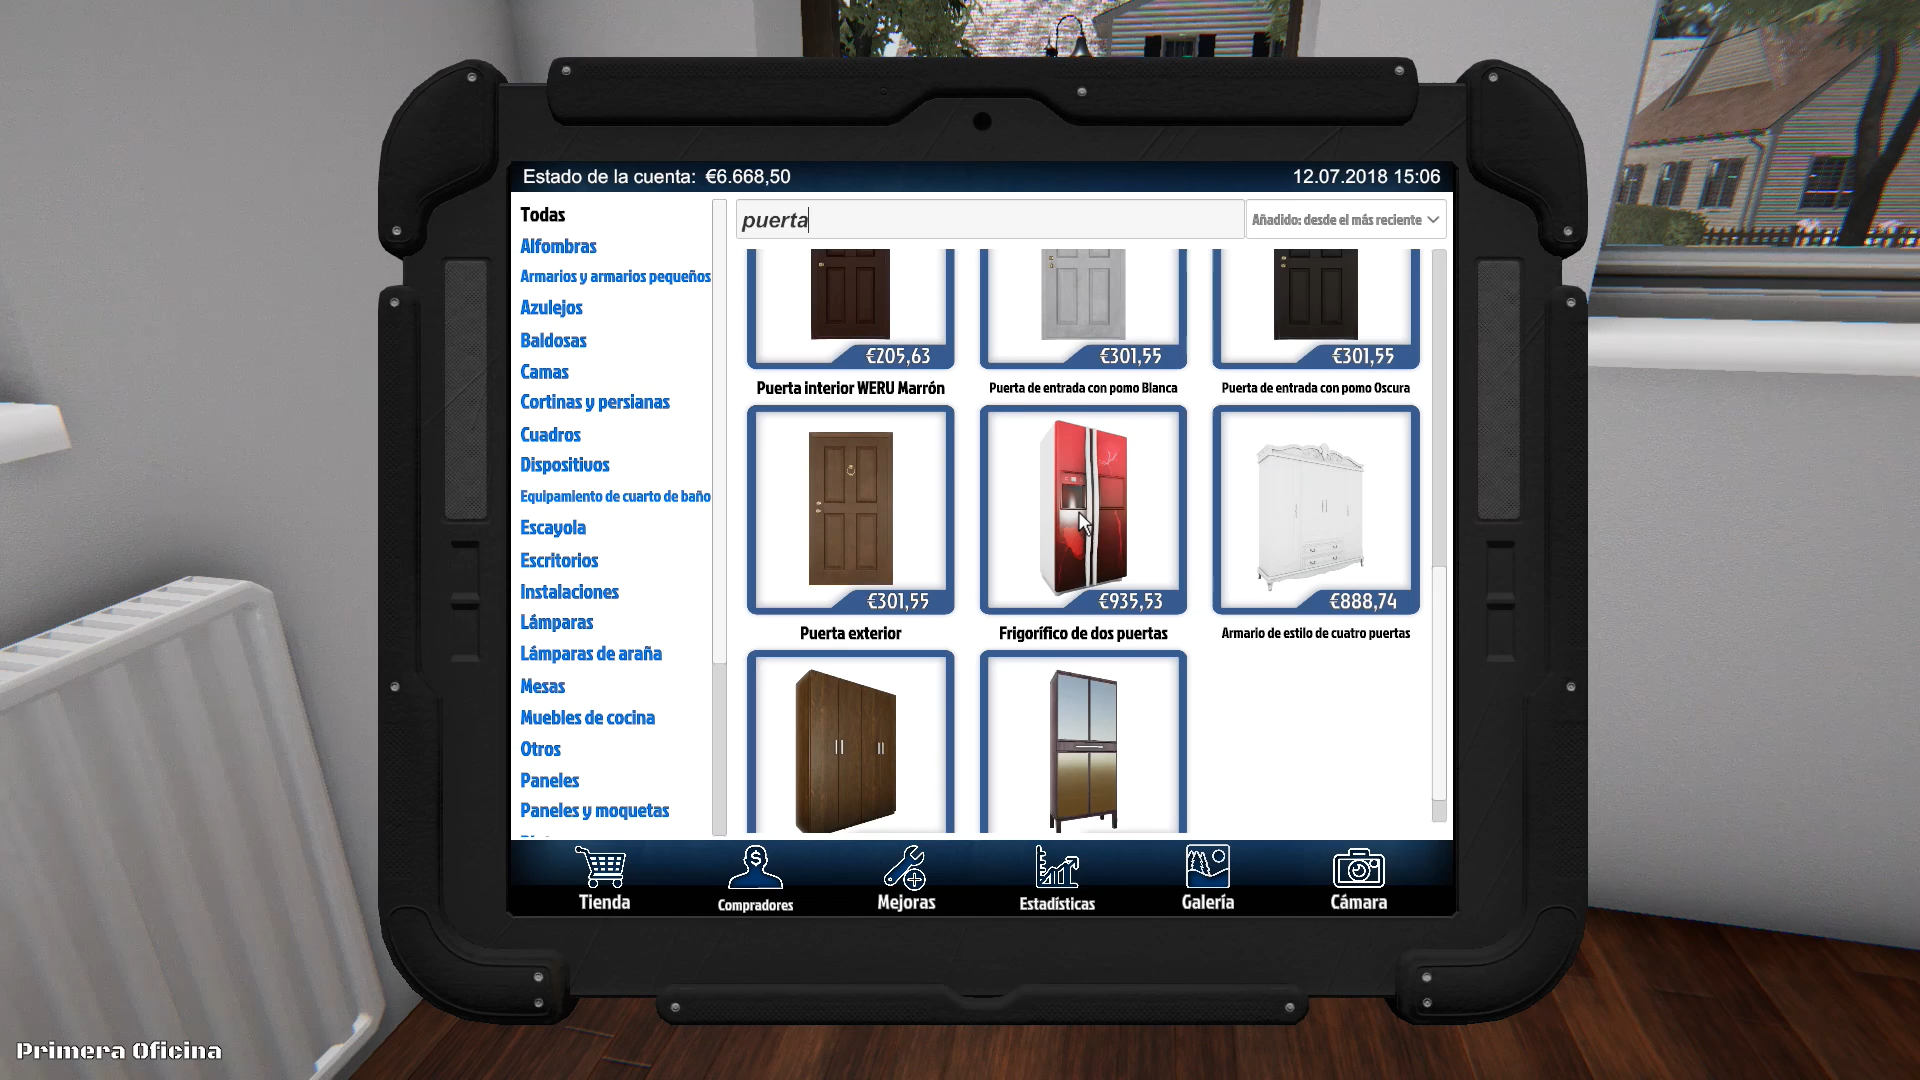 Estado de la cuenta: €6.668,50
12.07.2018 15:06
Todas
Alfombras
Armarios y armarios pequeños
Azulejos
Baldosas
Camas
Cortinas y persianas
Cuadros
Dispositivos
Equipamiento de cuarto de baño
Escayola
Escritorios
Instalaciones
Lámparas
Lámparas de araña
Mesas
Muebles de cocina
Otros
Paneles
Paneles y moquetas
puerta
Añadido: desde el más reciente
€205,63
€301,55
€301,55
Puerta interior WERU Marrón
Puerta de entrada con pomo Blanca
Puerta de entrada con pomo Oscura
€301,55
€935,53
€888,74
Puerta exterior
Frigorífico de dos puertas
Armario de estilo de cuatro puertas
Tienda
Compradores
Mejoras
Estadísticas
Galería
Cámara
Primera Oficina